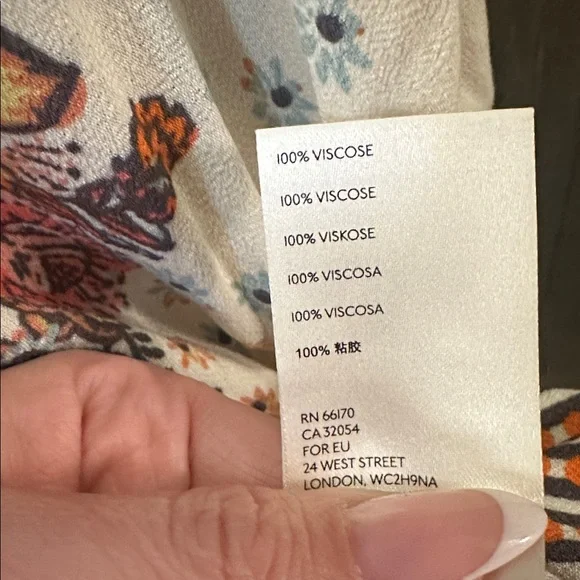 100% VISCOSE
100% VISCOSE
100% VISKOSE
100% VISCOSA
100% VISCOSA
100% 粘胶
RN 66170
CA 32054
FOR EU
24 WEST STREET
LONDON, WC2H9NA